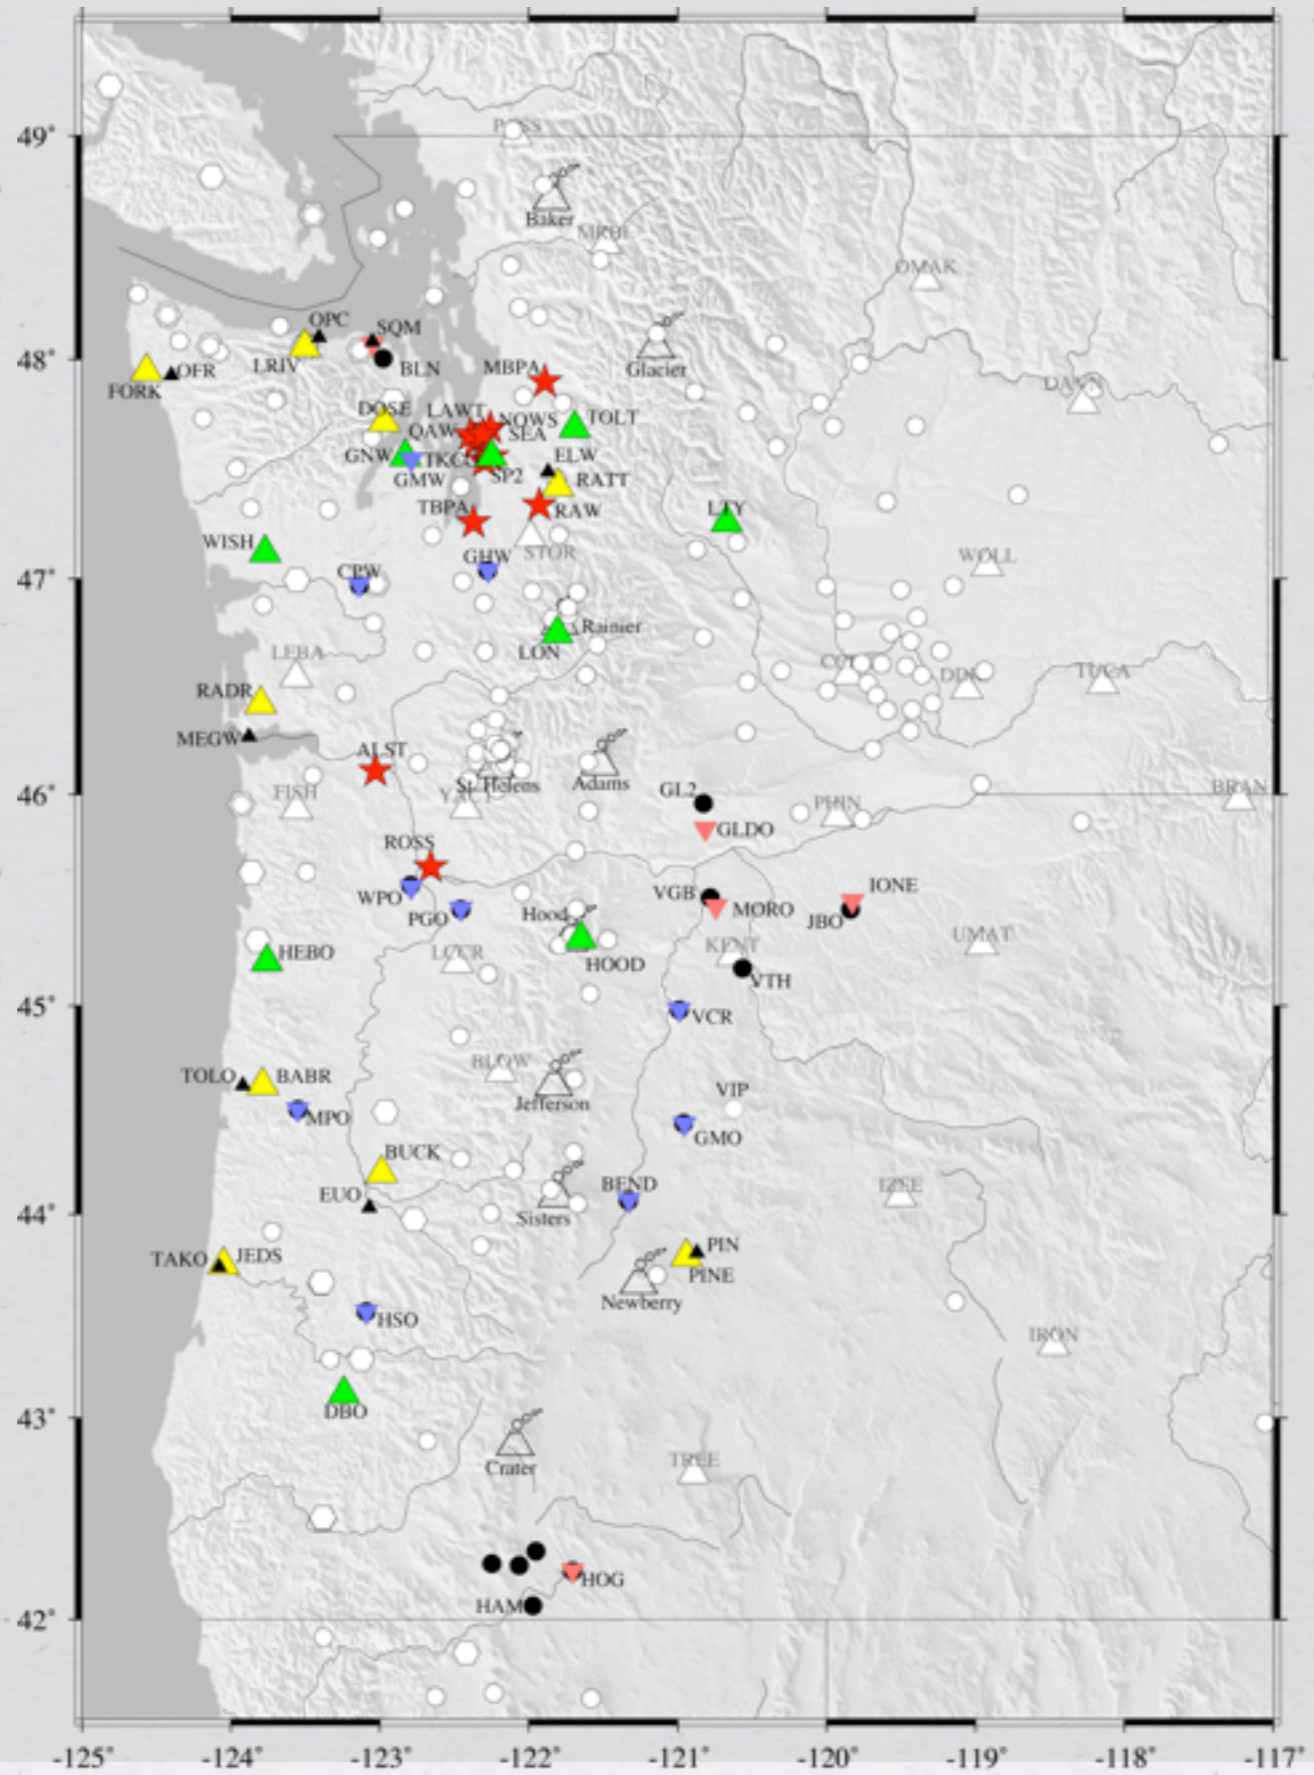 49°
PASS
Baker
MRBL
OMAK
OPC
SQM
48°
OFR
LRIV
BLN
MBPA
Glacier
FORK
DAVN
DOSE
LAWT
NOWS
TOLT
QAW
SEA
GNW
TKCO
ELW
GMW
SP2
RATT
TBPA
RAW
LTY
WISH
STOR
GHW
WOLL
47°
CPW
Rainier
LEBA
LON
DDK
TUCA
RADR
MEGW
ALST
St. Helens
Adams
46°
FISH
YACT
GL2
PHIN
BRAN
GLDO
ROSS
WPO
VGB
MORO
IONE
PGO
Hood
JBO
HEBO
LCCR
HOOD
KENT
UMAT
VTH
45°
VCR
TOLO
BABR
BLOW
Jefferson
VIP
MPO
GMO
BUCK
EUO
BEND
IZEE
44°
Sisters
TAKO
JEDS
PIN
PINE
Newberry
HSO
IRON
43°
DBO
Crater
TREE
HOG
42°
HAM
-125° -124° -123° -122° -121° -120° -119° -118° -117°